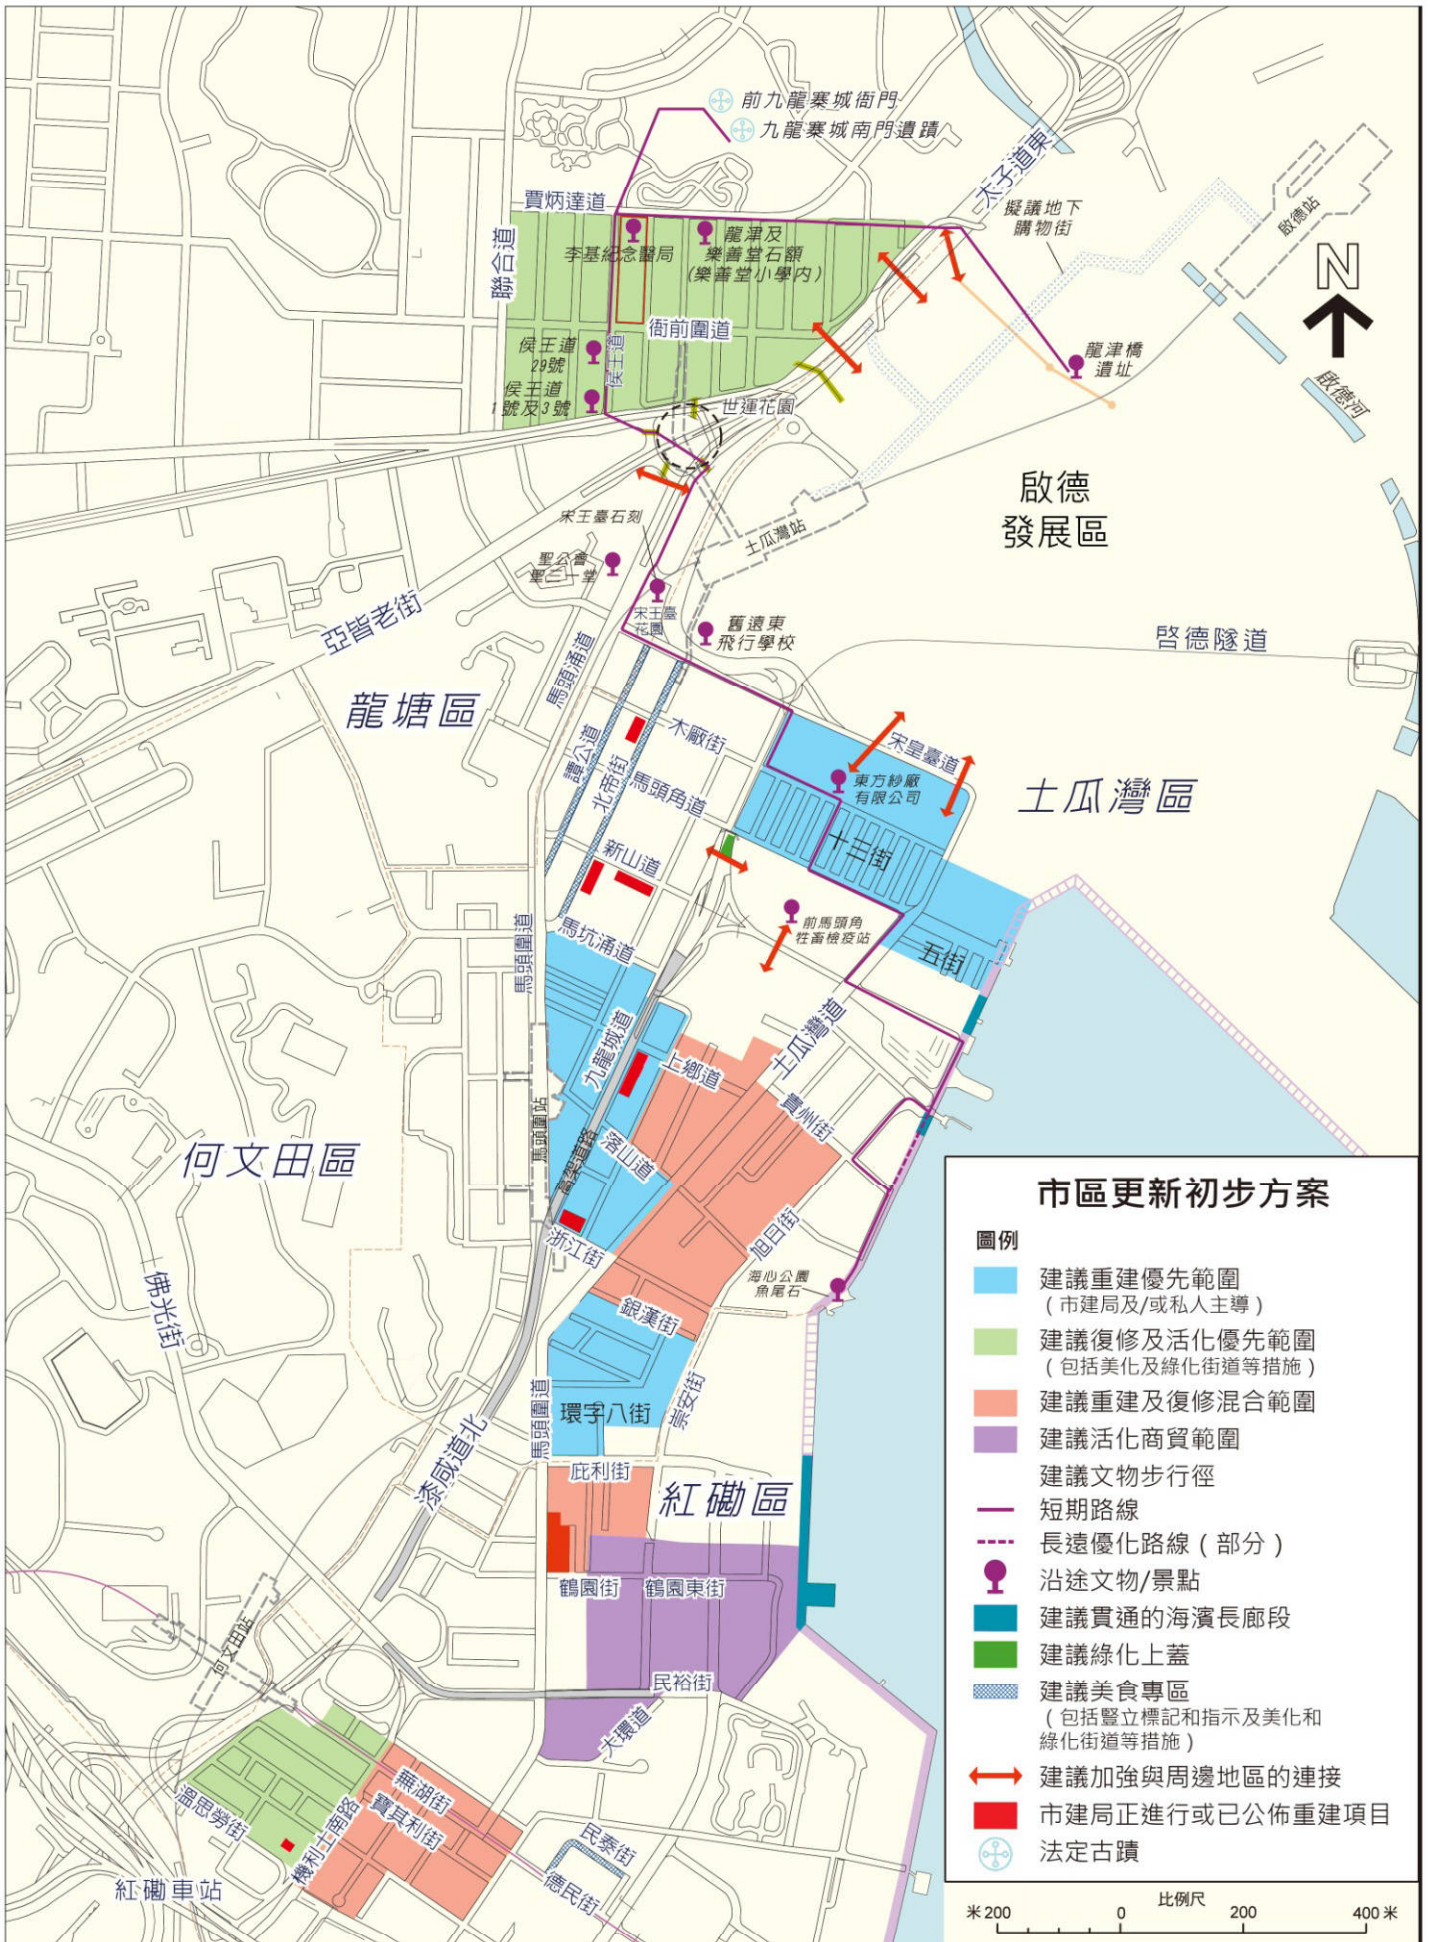 前九龍寨城衙門
九龍寨城南門遺蹟
太子道東
擬議地下
購物街
啟德站
N
賈炳達道
聯合道
李基紀念醫局
龍津及
樂善堂石額
(樂善堂小學內)
衙前圍道
侯王道
29號
侯王道
侯王道
1號及3號
世運花園
龍津橋
遺址
啟德河
啟德
發展區
宋王臺石刻
土瓜灣站
聖公會
聖三一堂
宋王臺
花園
舊遠東
飛行學校
亞皆老街
啓德隧道
馬頭涌道
龍塘區
木廠街
譚公道
北帝街
馬頭角道
宋皇臺道
東方紗廠
有限公司
土瓜灣區
十三街
新山道
前馬頭角
牲畜檢疫站
五街
馬坑涌道
馬頭圍道
九龍城道
土瓜灣道
上鄉道
貴州街
馬頭圍站
高架道路
落山道
何文田區
浙江街
旭日街
海心公園
魚尾石
銀漢街
佛光街
馬頭圍道
環字八街
崇安街
漆咸道北
庇利街
紅磡區
鶴園街
鶴園東街
何文田站
民裕街
大環道
蕪湖街
寶其利街
溫思勞街
機利士南路
民泰街
德民街
紅磡車站
市區更新初步方案
圖例
建議重建優先範圍
(市建局及/或私人主導)
建議復修及活化優先範圍
(包括美化及綠化街道等措施)
建議重建及復修混合範圍
建議活化商貿範圍
建議文物步行徑
短期路線
長遠優化路線(部分)
沿途文物/景點
建議貫通的海濱長廊段
建議綠化上蓋
建議美食專區
(包括豎立標記和指示及美化和
綠化街道等措施)
建議加強與周邊地區的連接
市建局正進行或已公佈重建項目
法定古蹟
比例尺
米 200 0 200 400 米